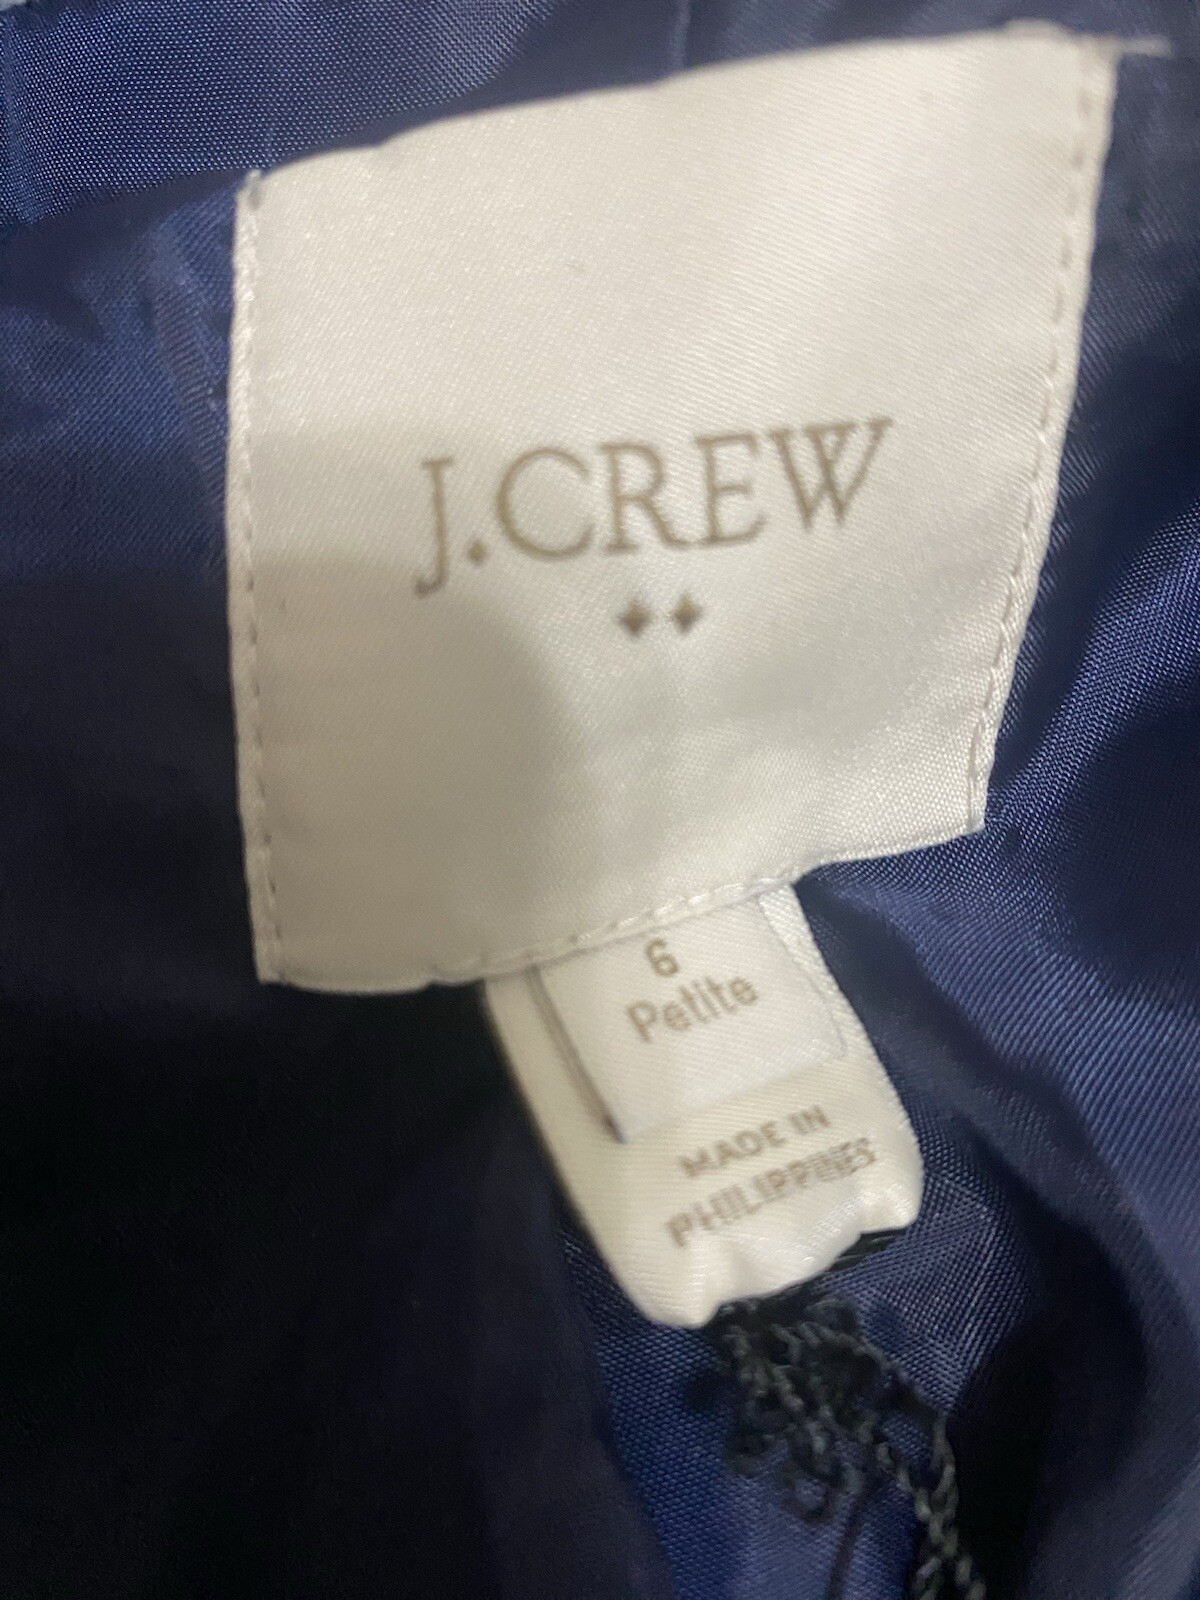 J.CREW
6
Petite
MADE IN
PHILIPPINES